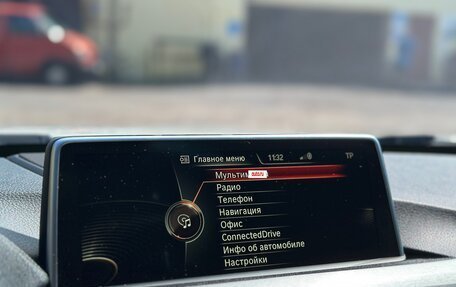 Главное меню 11:32 TP
Радио
Телефон
Навигация
Офис
ConnectedDrive
Инфо об автомобиле
Настройки